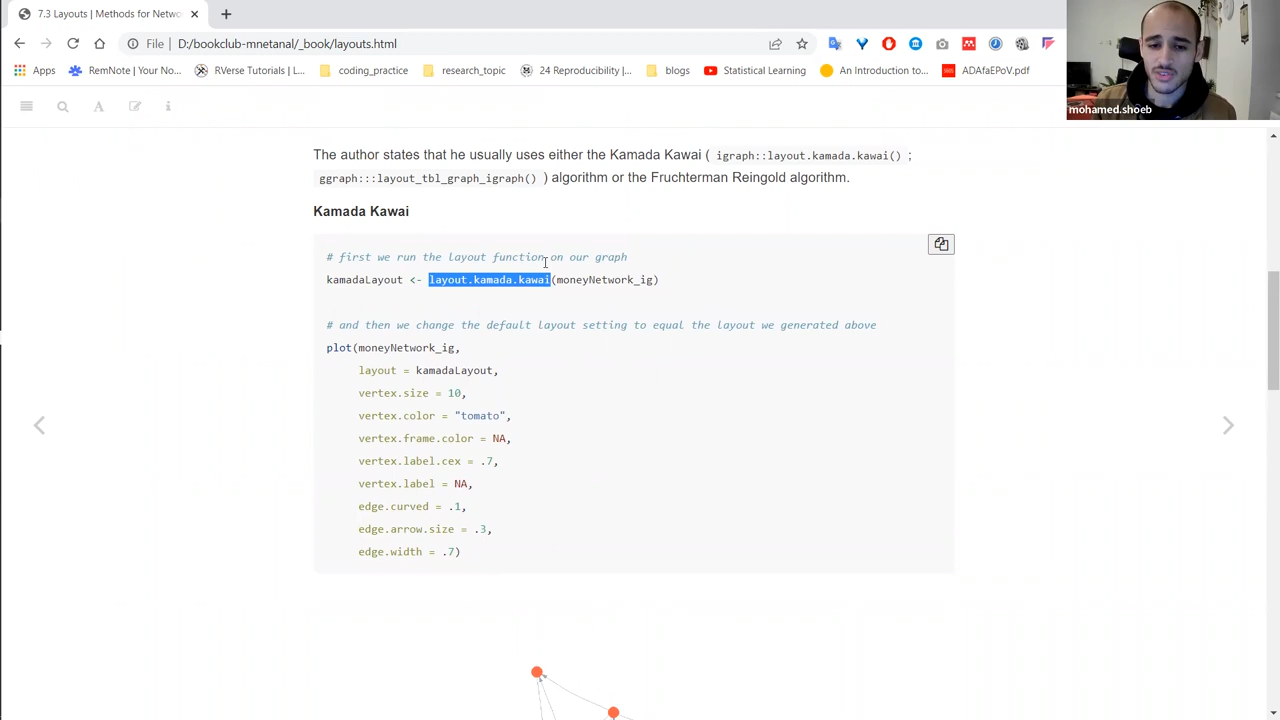 7.3 Layouts | Methods for Netwo
File | D:/bookclub-mnetanal/_book/layouts.html
Apps RemNote | Your No... RVersusTutorials | L... coding_practice research_topic 24 Reproducibility |... blogs Statistical Learning An Introduction to... ADAfaEPoV.pdf
mohamed.shoeb
The author states that he usually uses either the Kamada Kawai ( igraph::layout.kamada.kawai() ;
ggraph:::layout_tbl_graph_igraph() ) algorithm or the Fruchterman Reingold algorithm.
Kamada Kawai
# first we run the layout function on our graph
kamadaLayout <- layout.kamada.kawai(moneyNetwork_ig)
# and then we change the default layout setting to equal the layout we generated above
plot(moneyNetwork_ig,
layout = kamadaLayout,
vertex.size = 10,
vertex.color = "tomato",
vertex.frame.color = NA,
vertex.label.cex = .7,
vertex.label = NA,
edge.curved = .1,
edge.arrow.size = .3,
edge.width = .7)